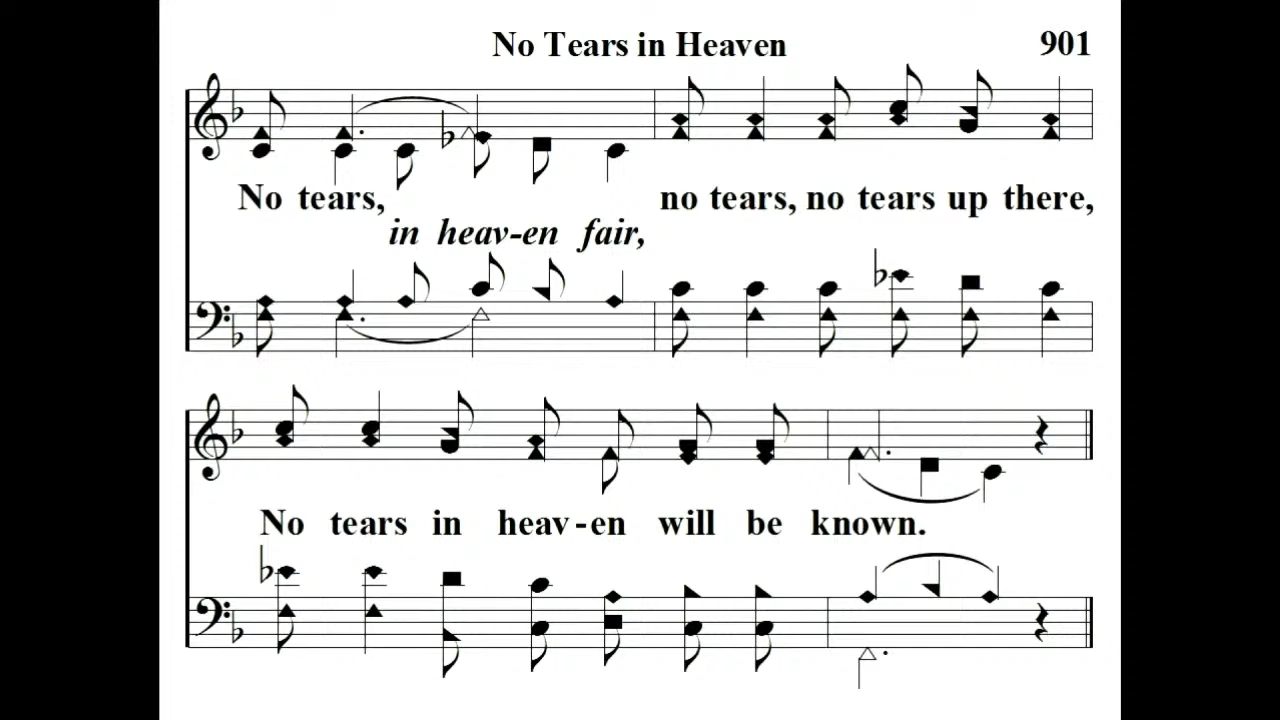 No Tears in Heaven 901
No tears, no tears, no tears up there,
in heav-en fair,
No tears in heav-en will be known.